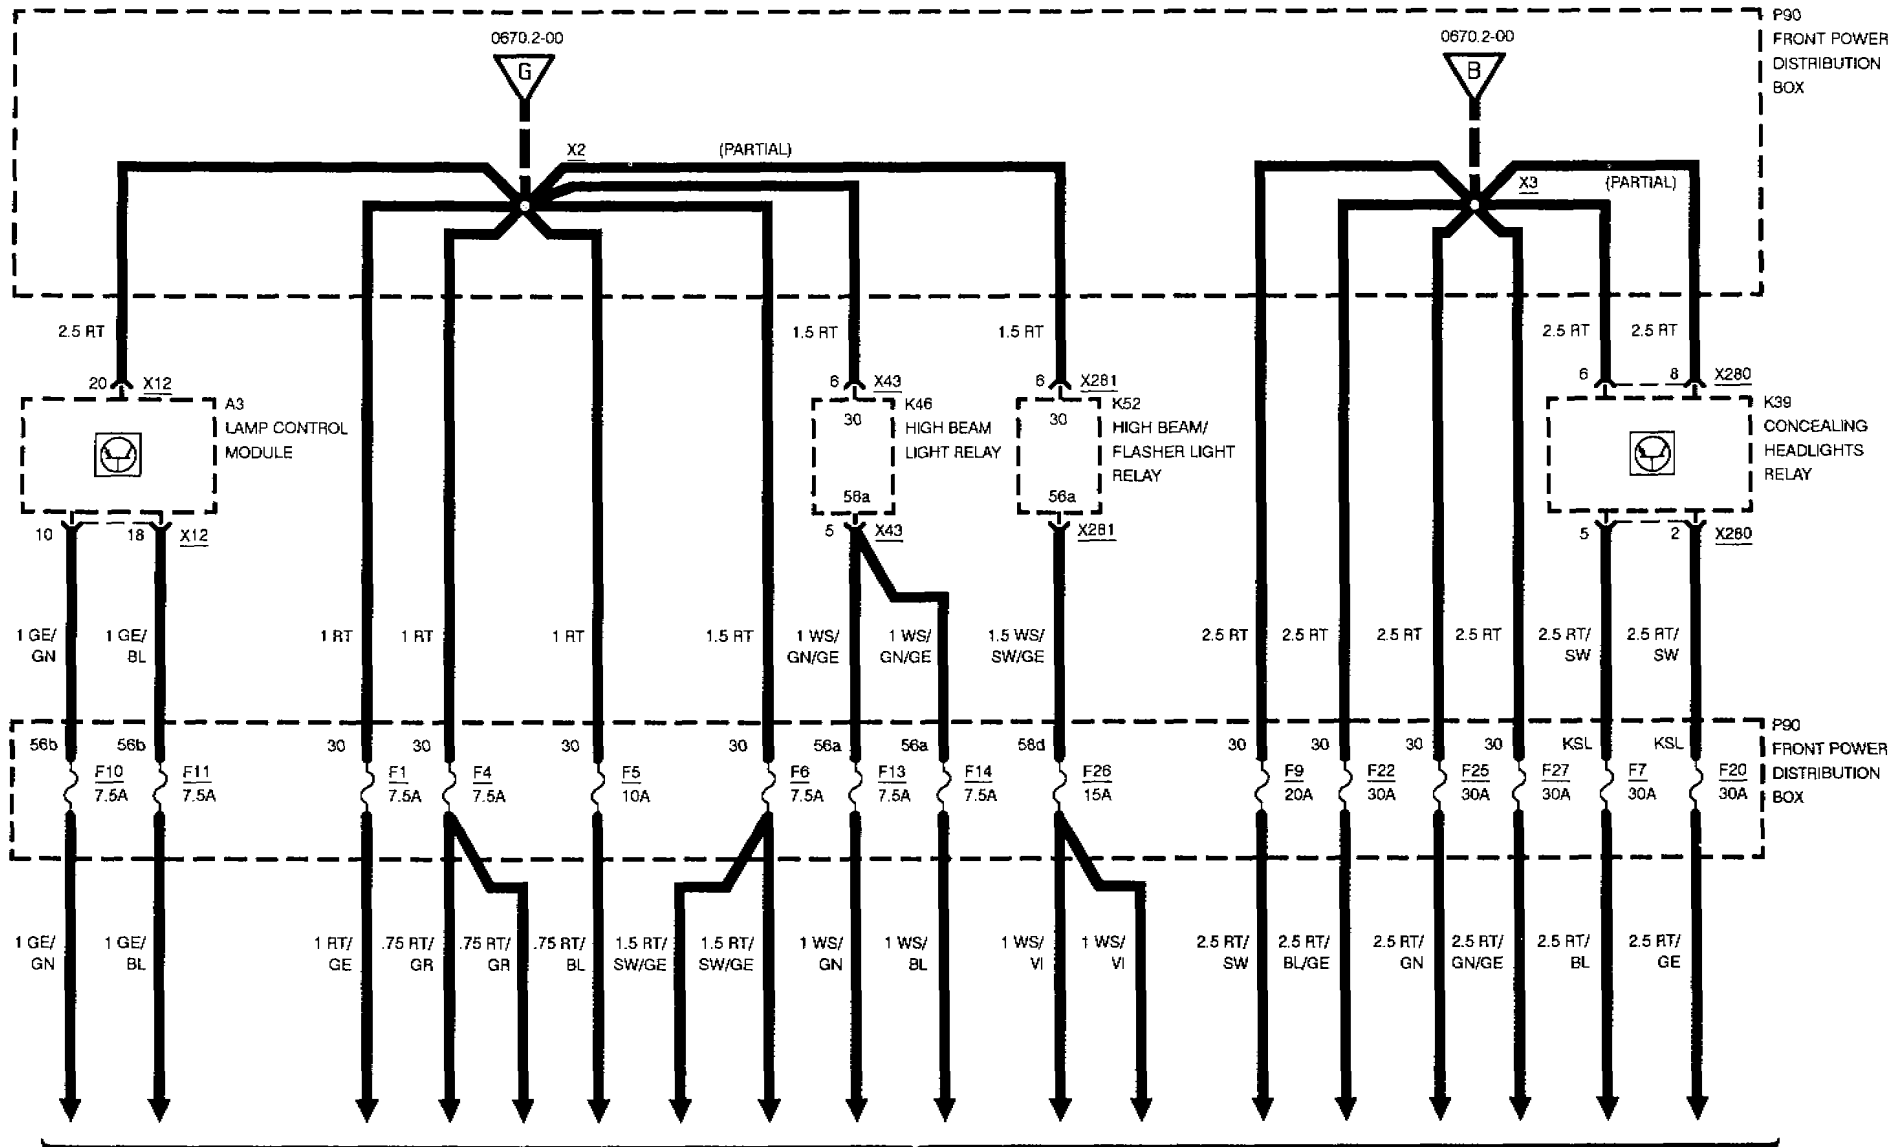 P90
FRONT POWER
DISTRIBUTION
BOX
0670.2-00
G
0670.2-00
B
X2
(PARTIAL)
X3
(PARTIAL)
2.5 RT
1.5 RT
1.5 RT
2.5 RT
2.5 RT
20
X12
6
X43
6
X281
6
8
X280
A3
LAMP CONTROL
MODULE
30
K46
HIGH BEAM
LIGHT RELAY
30
K52
HIGH BEAM/
FLASHER LIGHT
RELAY
K39
CONCEALING
HEADLIGHTS
RELAY
56a
56a
10
18
X12
5
X43
X281
5
2
X280
1 GE/
GN
1 GE/
BL
1 RT
1 RT
1 RT
1.5 RT
1 WS/
GN/GE
1 WS/
GN/GE
1.5 WS/
SW/GE
2.5 RT
2.5 RT
2.5 RT
2.5 RT
2.5 RT/
SW
2.5 RT/
SW
P90
FRONT POWER
DISTRIBUTION
BOX
56b
56b
30
30
30
30
56a
56a
58d
30
30
30
30
KSL
KSL
F10
7.5A
F11
7.5A
F1
7.5A
F4
7.5A
F5
10A
F6
7.5A
F13
7.5A
F14
7.5A
F26
15A
F9
20A
F22
30A
F25
30A
F27
30A
F7
30A
F20
30A
1 GE/
GN
1 GE/
BL
1 RT/
GE
.75 RT/
GR
.75 RT/
GR
.75 RT/
BL
1.5 RT/
SW/GE
1.5 RT/
SW/GE
1 WS/
GN
1 WS/
BL
1 WS/
VI
1 WS/
VI
2.5 RT/
SW
2.5 RT/
BL/GE
2.5 RT/
GN
2.5 RT/
GN/GE
2.5 RT/
BL
2.5 RT/
GE